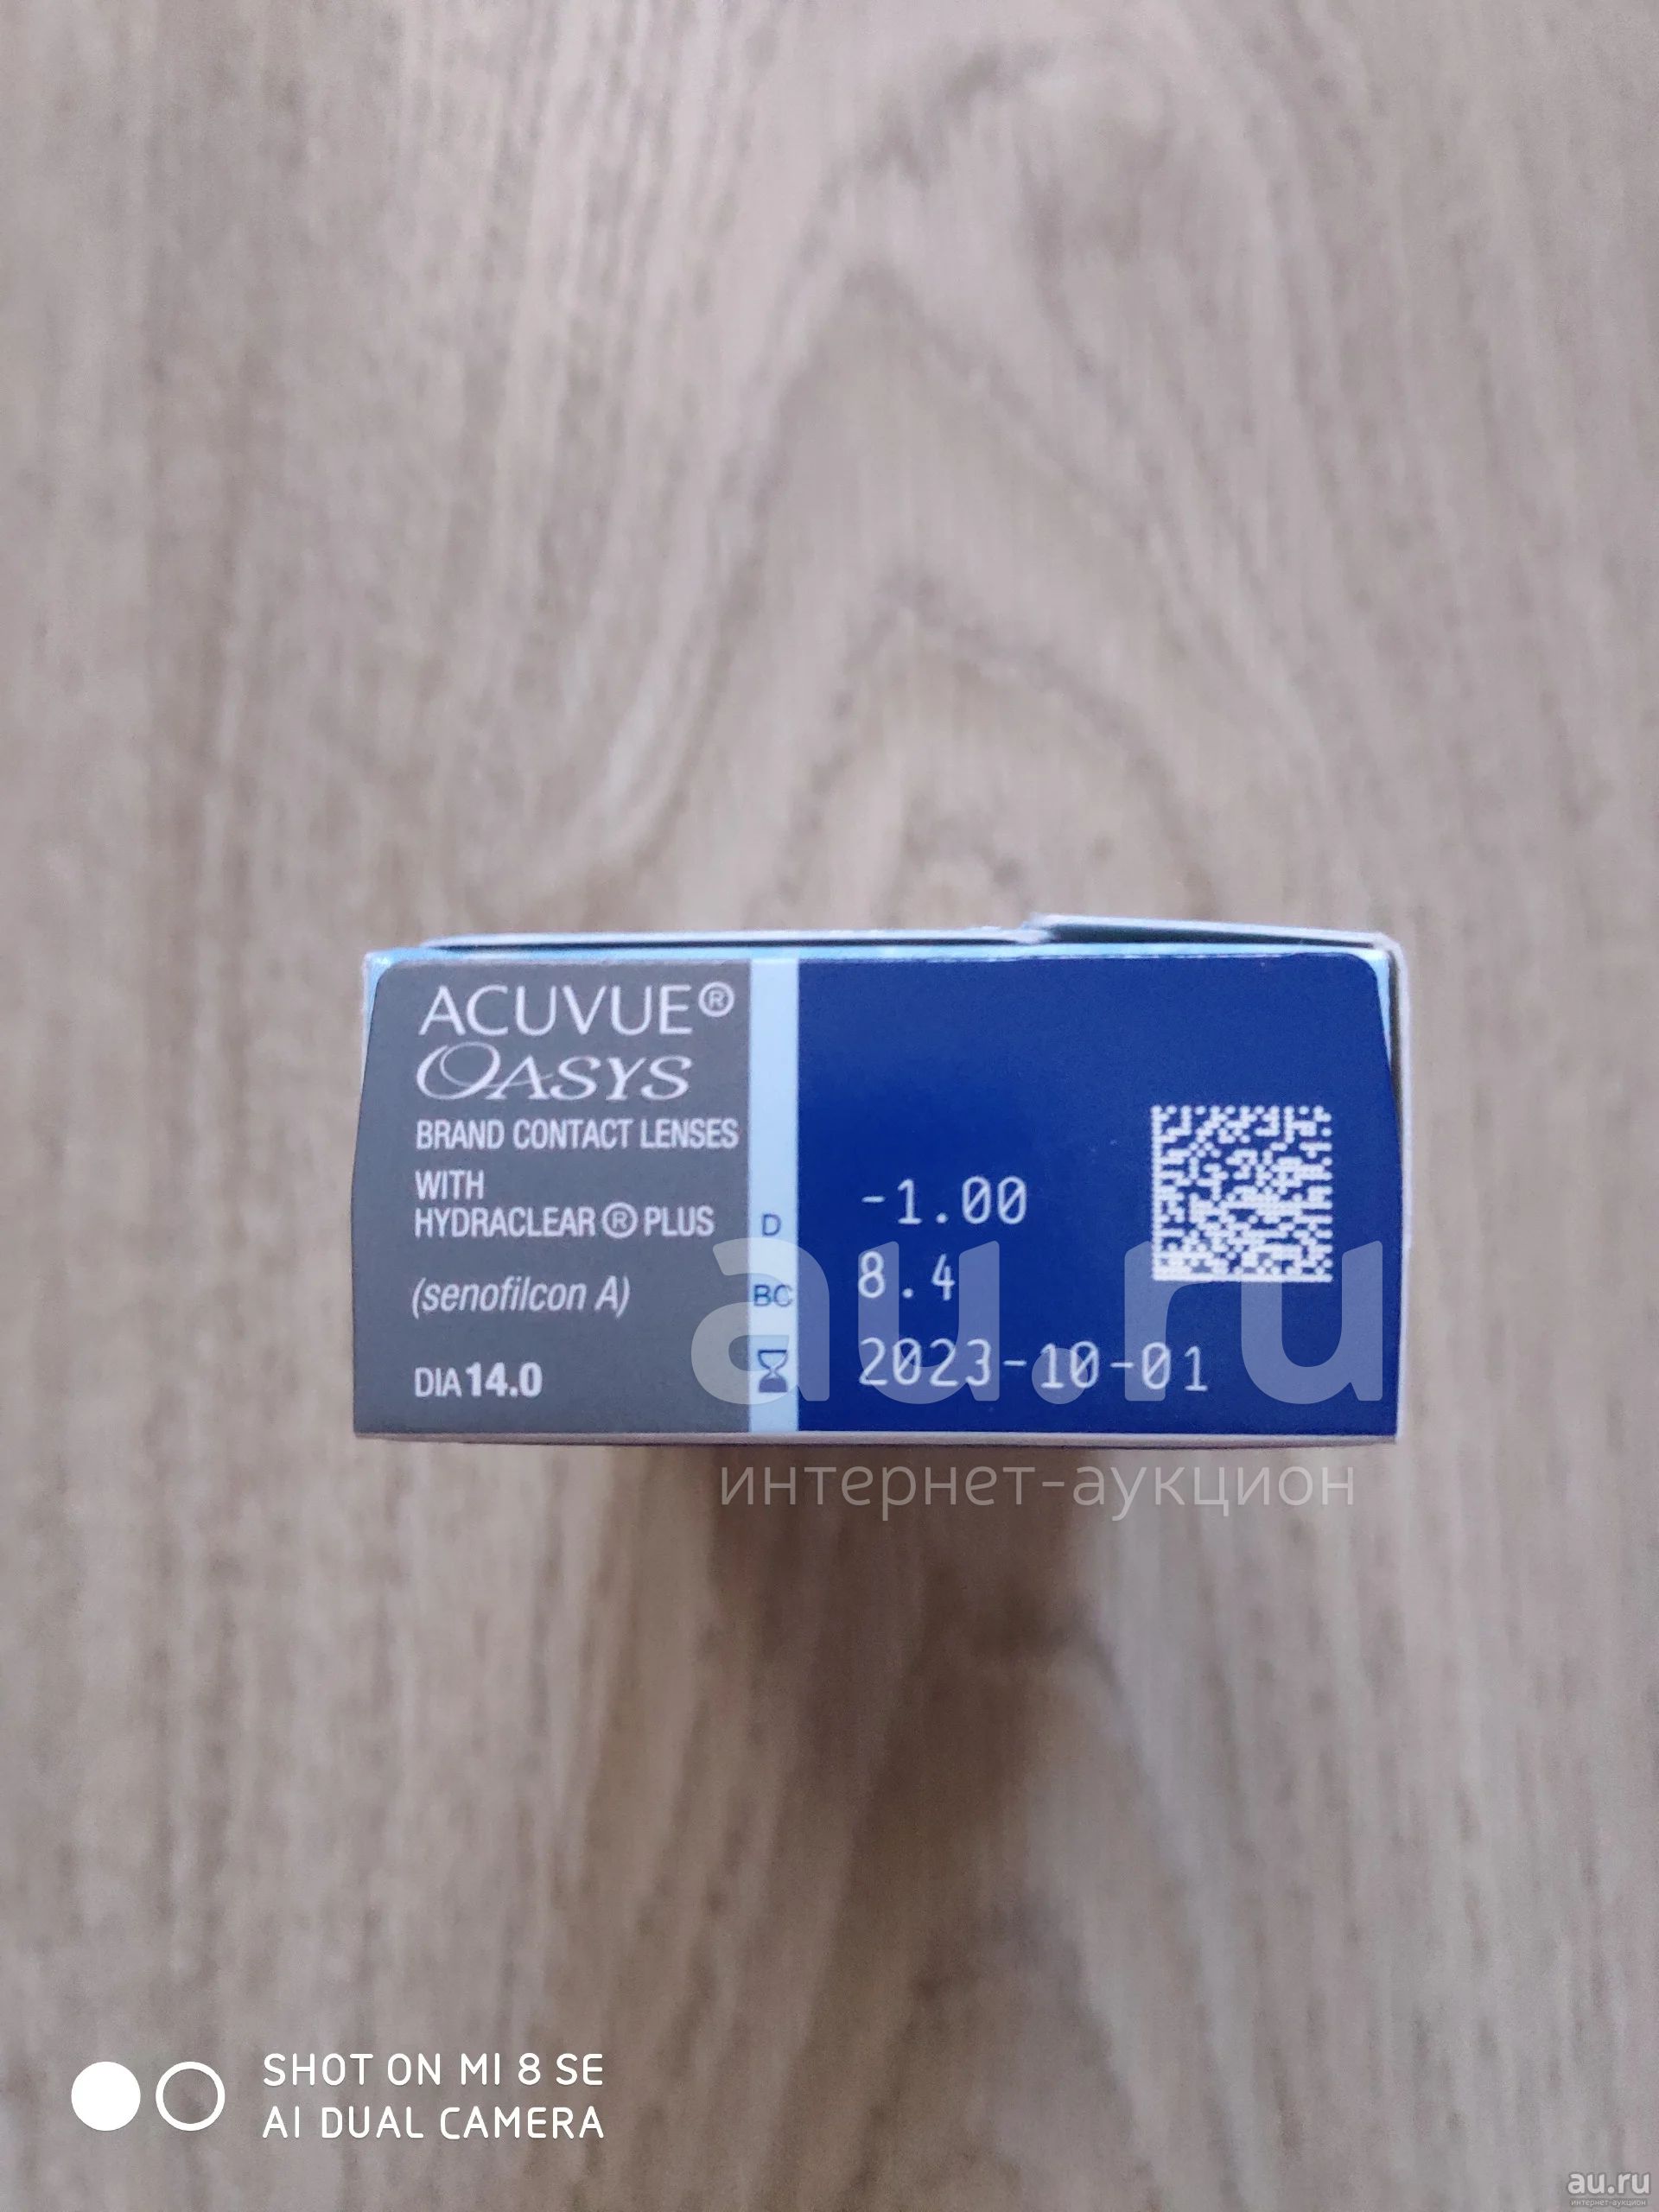 ACUVUE®
OASYS
BRAND CONTACT LENSES
WITH
HYDRACLEAR® PLUS
(senofilcon A)
DIA 14.0
D -1.00
BC 8.4
2023-10-01
au.ru
интернет-аукцион
SHOT ON MI 8 SE
AI DUAL CAMERA
au.ru
интернет-аукцион